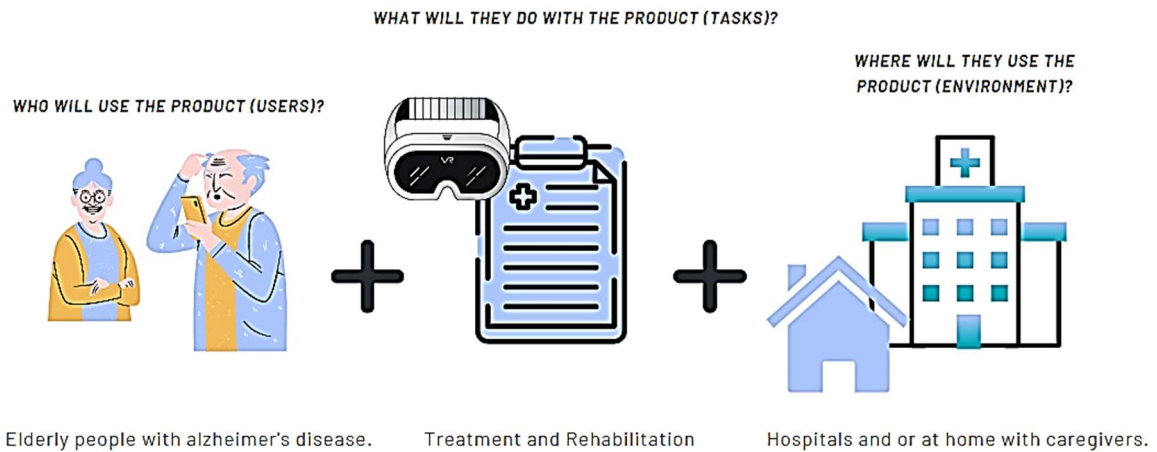 WHAT WILL THEY DO WITH THE PRODUCT (TASKS)?
WHERE WILL THEY USE THE
PRODUCT (ENVIRONMENT)?
WHO WILL USE THE PRODUCT (USERS)?
VR
Elderly people with alzheimer's disease.
Treatment and Rehabilitation
Hospitals and or at home with caregivers.